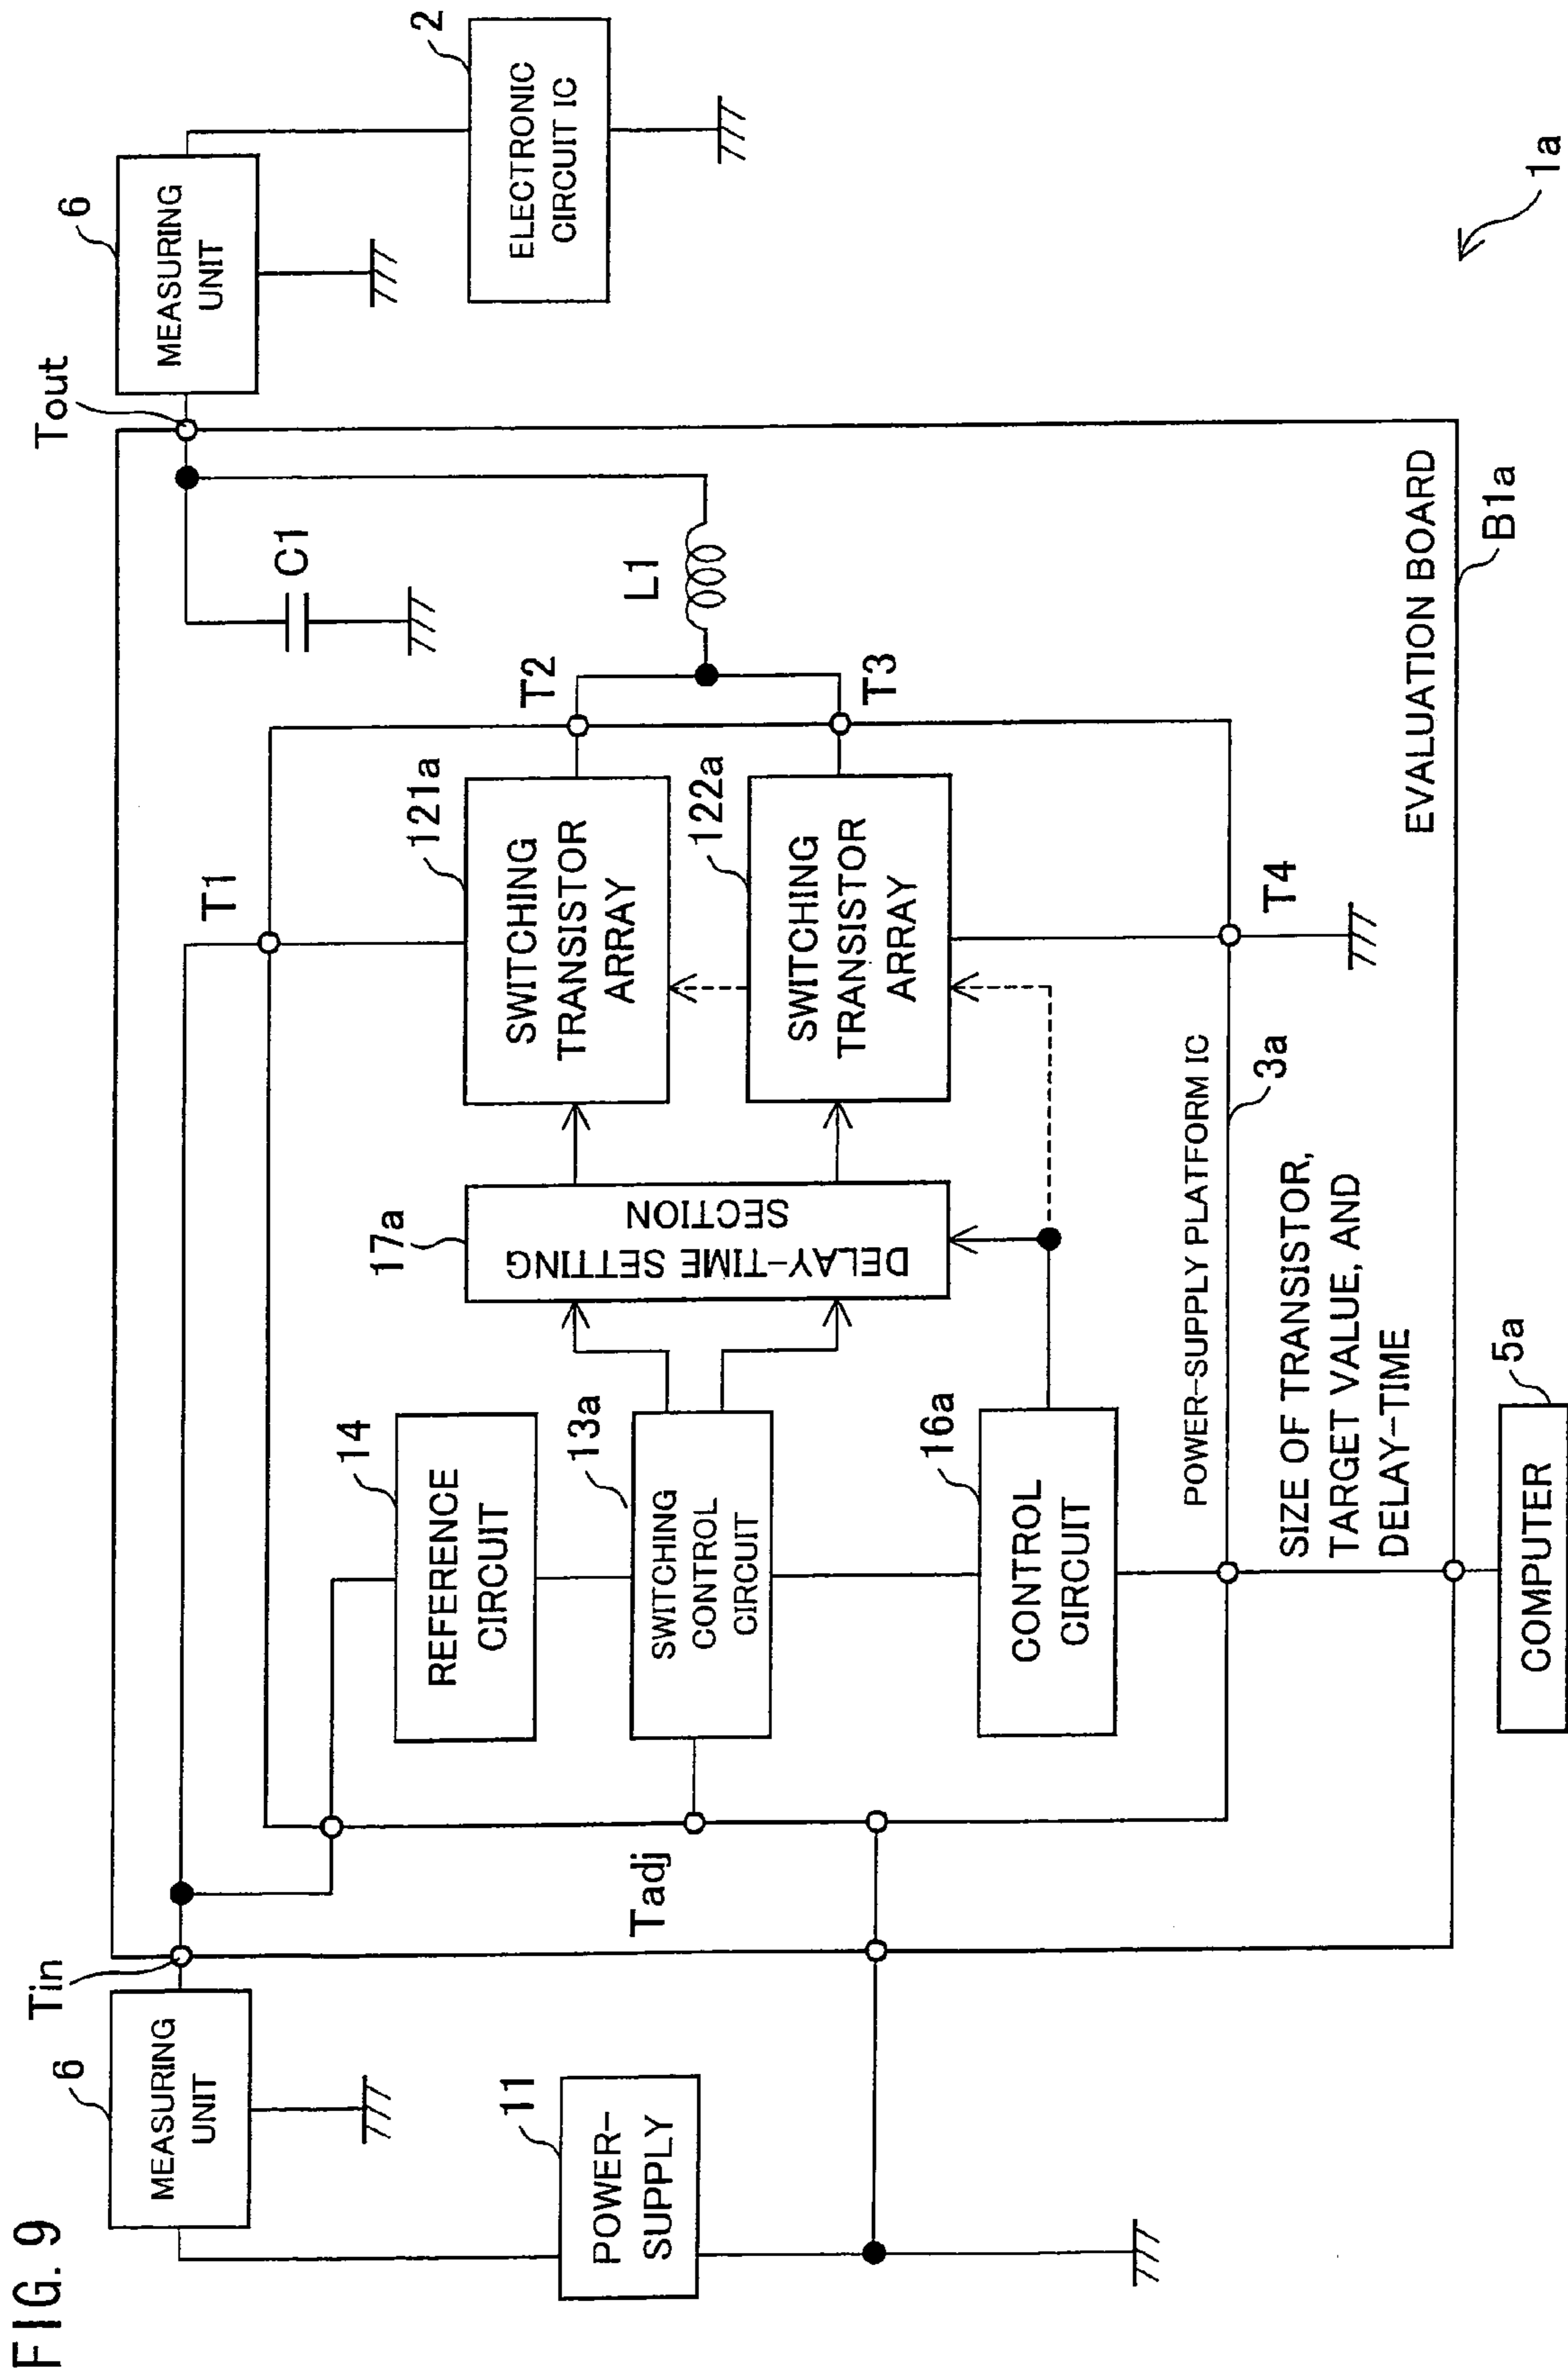 FIG. 9
Tin
6
MEASURING
UNIT
11
POWER-
SUPPLY
Tadj
14
REFERENCE
CIRCUIT
13a
SWITCHING
CONTROL
CIRCUIT
16a
CONTROL
CIRCUIT
17a
DELAY-TIME SETTING
SECTION
T1
121a
SWITCHING
TRANSISTOR
ARRAY
122a
SWITCHING
TRANSISTOR
ARRAY
T2
T3
T4
L1
C1
Tout
6
MEASURING
UNIT
2
ELECTRONIC
CIRCUIT IC
POWER-SUPPLY PLATFORM IC
3a
SIZE OF TRANSISTOR,
TARGET VALUE, AND
DELAY-TIME
EVALUATION BOARD
B1a
5a
COMPUTER
1a